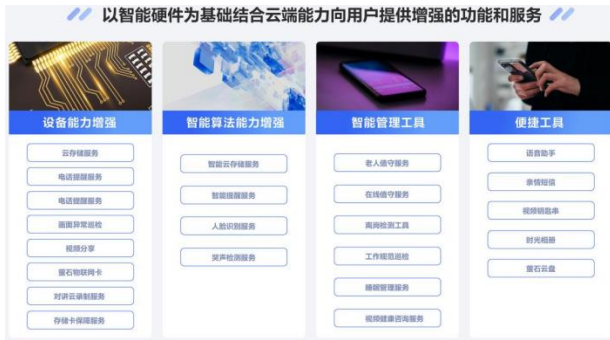 以智能硬件为基础结合云端能力向用户提供增强的功能和服务
设备能力增强
云存储服务
电话提醒服务
电话提醒服务
画面异常巡检
视频分享
萤石物联网卡
对讲云录制服务
存储卡保障服务
智能算法能力增强
智能云存储服务
智能提醒服务
人脸识别服务
哭声检测服务
智能管理工具
老人值守服务
在线值守服务
离岗检测工具
工作规范巡检
睡眠管理服务
视频健康咨询服务
便捷工具
语音助手
亲情短信
视频钥匙串
时光相册
萤石云盘